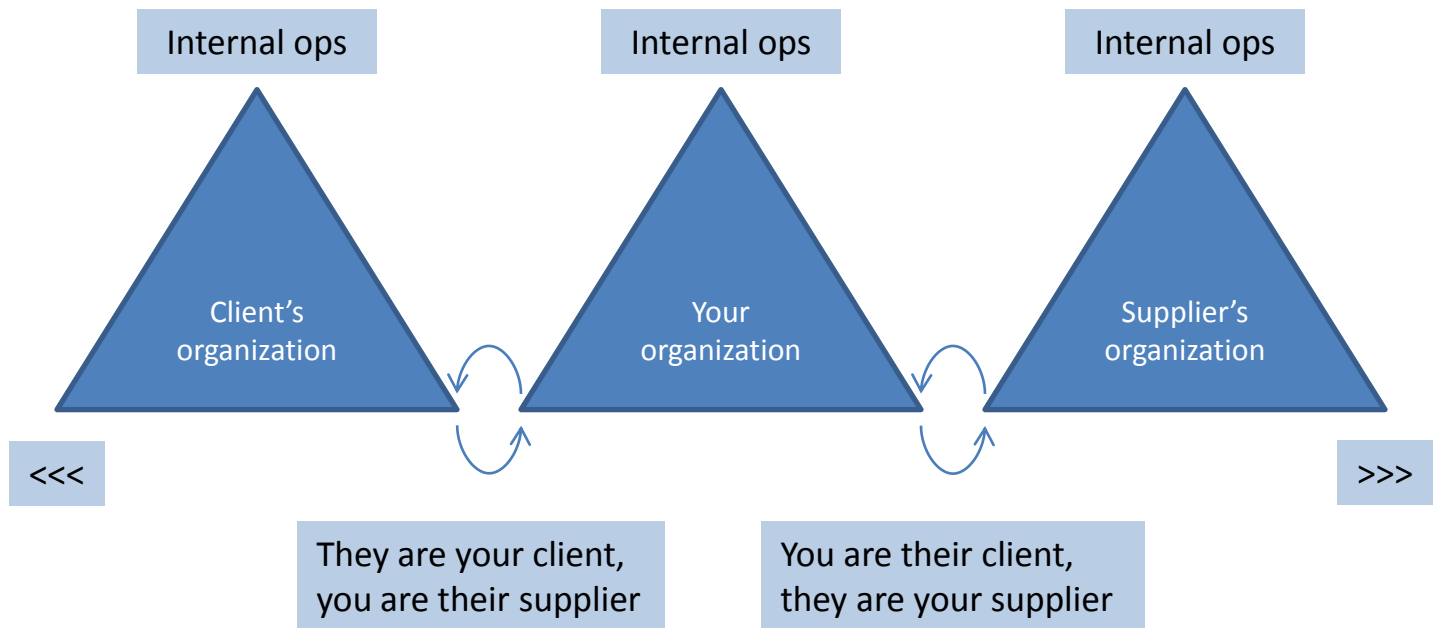 Internal ops
Internal ops
Internal ops
Client’s
organization
Your
organization
Supplier’s
organization
<<<
>>>
They are your client,
you are their supplier
You are their client,
they are your supplier